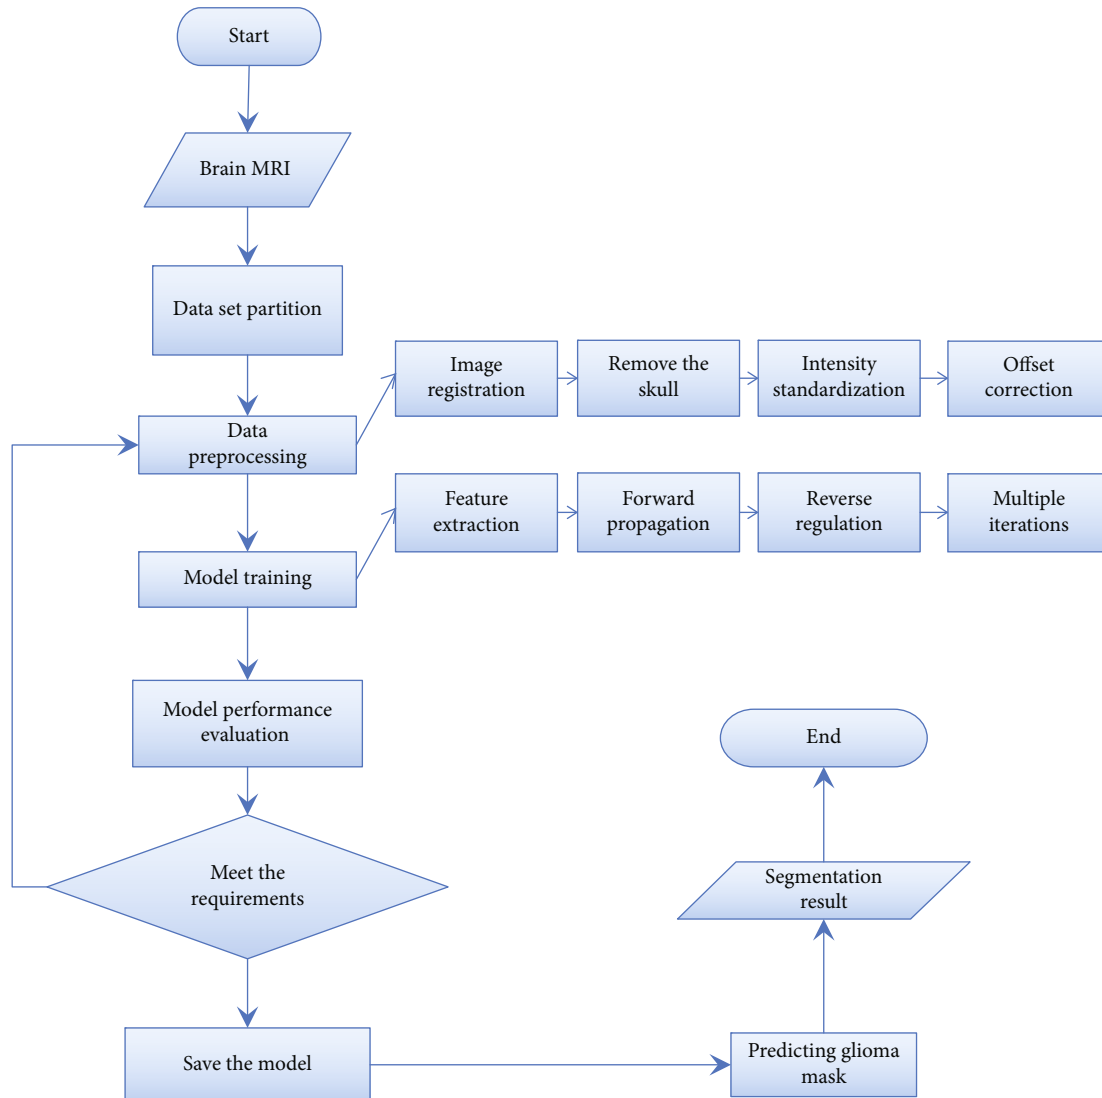 Start
Brain MRI
Data set partition
Data
preprocessing
Image
registration
Remove the
skull
Intensity
standardization
Offset
correction
Model training
Feature
extraction
Forward
propagation
Reverse
regulation
Multiple
iterations
Model performance
evaluation
Meet the
requirements
Save the model
Predicting glioma
mask
Segmentation
result
End